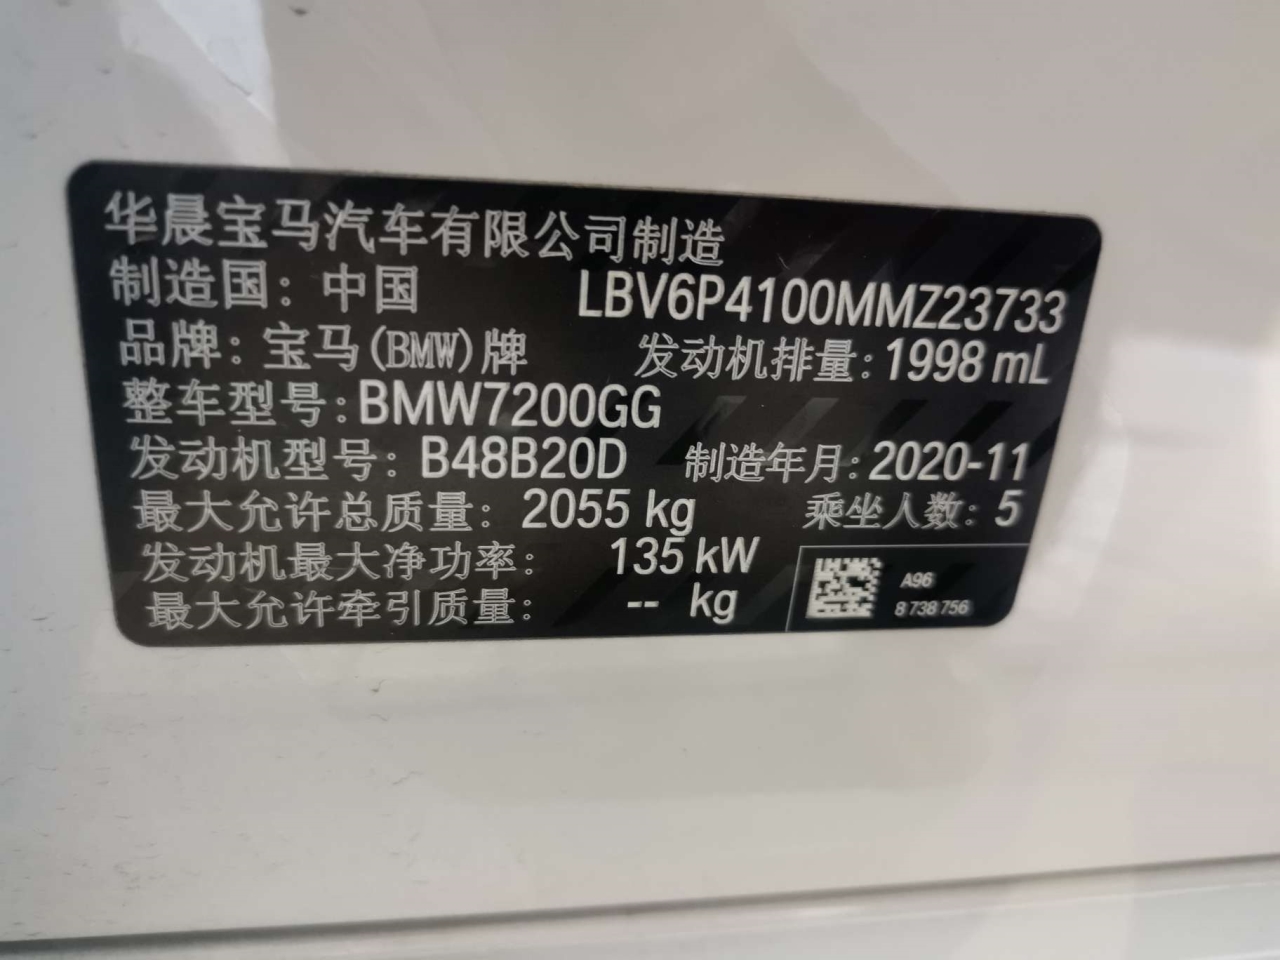 华晨宝马汽车有限公司制造
制造国：中国 LBV6P4100MMZ23733
品牌：宝马(BMW)牌 发动机排量：1998 mL
整车型号：BMW7200GG
发动机型号：B48B20D 制造年月：2020-11
最大允许总质量：2055 kg 乘坐人数：5
发动机最大净功率：135 kW
最大允许牵引质量：-- kg
A96
8 738 756